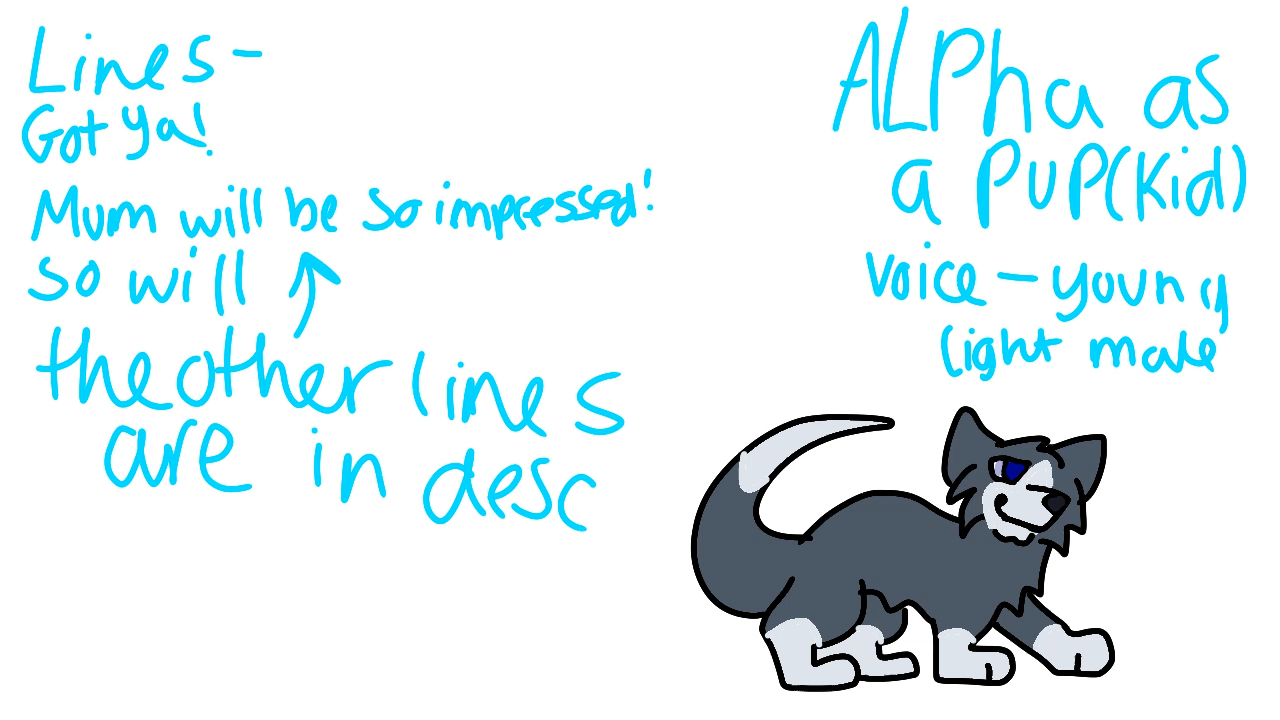 Lines -
Got ya!
Mum will be so impressed!
so will
the other lines
are in desc
ALPha as
a PUP(Kid)
voice - young
light male